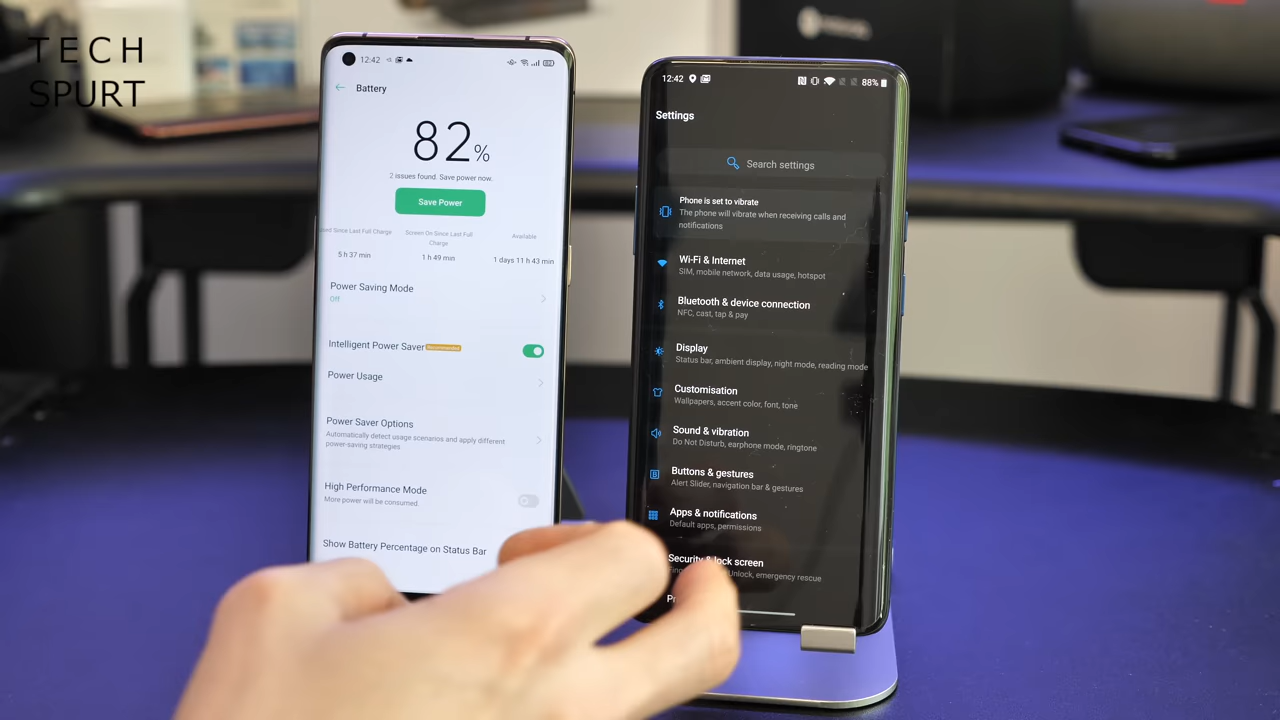 TECH
SPURT
12:42
Battery
82%
2 issues found. Save power now.
Save Power
Used Since Last Full Charge
5 h 37 min
Screen On Since Last Full
Charge
1 h 49 min
Available
1 days 11 h 43 min
Power Saving Mode
Off
Intelligent Power Saver Recommended
Power Usage
Power Saver Options
Automatically detect usage scenarios and apply different
power-saving strategies
High Performance Mode
More power will be consumed.
Show Battery Percentage on Status Bar
12:42
88%
Settings
Search settings
Phone is set to vibrate
The phone will vibrate when receiving calls and
notifications
Wi-Fi & Internet
SIM, mobile network, data usage, hotspot
Bluetooth & device connection
NFC, cast, tap & pay
Display
Status bar, ambient display, night mode, reading mode
Customisation
Wallpapers, accent color, font, tone
Sound & vibration
Do Not Disturb, earphone mode, ringtone
Buttons & gestures
Alert Slider, navigation bar & gestures
Apps & notifications
Default apps, permissions
Security & lock screen
Unlock, emergency rescue